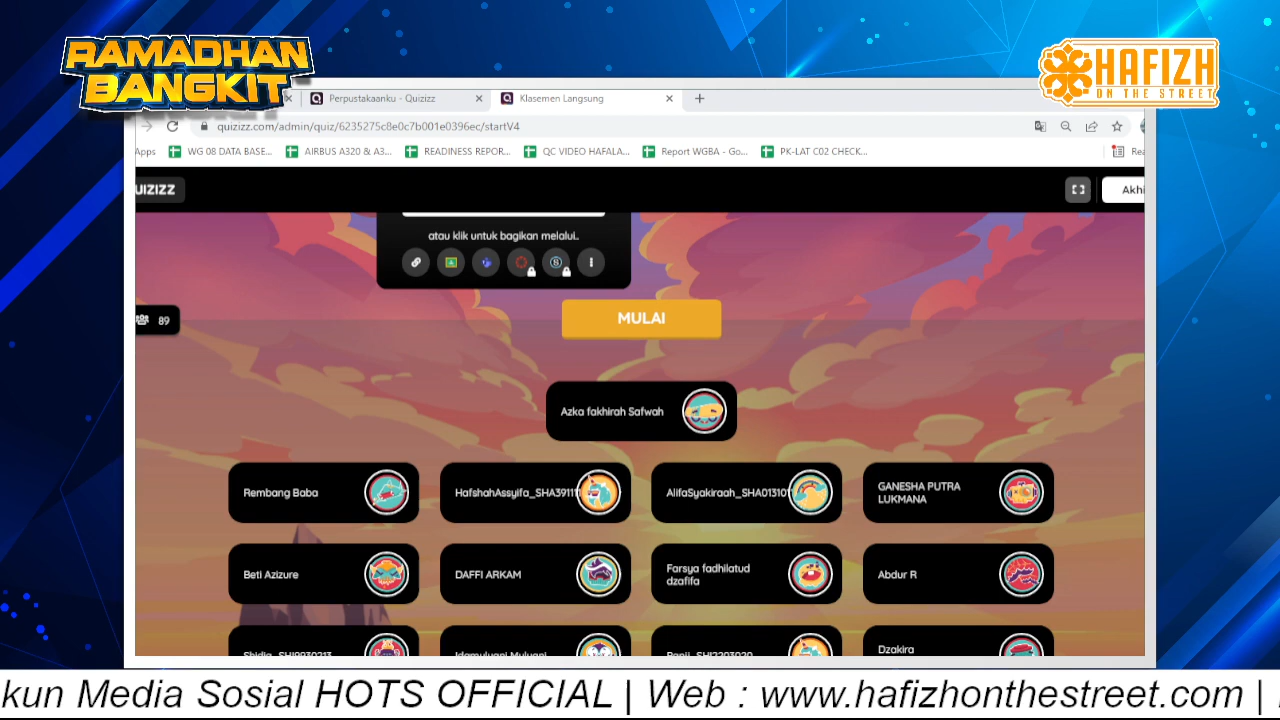 RAMADHAN
BANGKIT
HAFIZH
ON THE STREET
Perpustakaanku - Quizizz
Klasemen Langsung
quizizz.com/admin/quiz/6235275c8e0c7b001e0396ec/startV4
Apps
WG 08 DATA BASE...
AIRBUS A320 & A3...
READINESS REPOR...
QC VIDEO HAFALA...
Report WGBA - Go...
PK-LAT C02 CHECK...
Rea
UIZIZZ
Akhi
atau klik untuk bagikan melalui..
89
MULAI
Azka fakhirah Safwah
Rembang Baba
HafshahAssyifa_SHA39111
AlifaSyakiraah_SHA01310
GANESHA PUTRA
LUKMANA
Beti Azizure
DAFFI ARKAM
Farsya fadhilatud
dzafifa
Abdur R
Dzakira
kun Media Sosial HOTS OFFICIAL | Web : www.hafizhonthestreet.com |